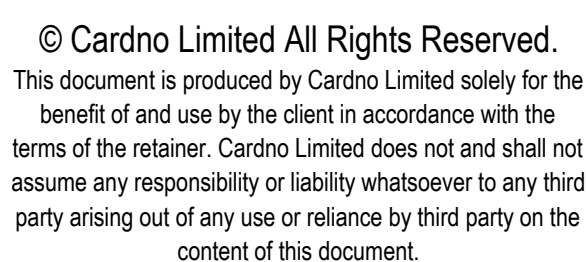 © Cardno Limited All Rights Reserved.
This document is produced by Cardno Limited solely for the
benefit of and use by the client in accordance with the
terms of the retainer. Cardno Limited does not and shall not
assume any responsibility or liability whatsoever to any third
party arising out of any use or reliance by third party on the
content of this document.